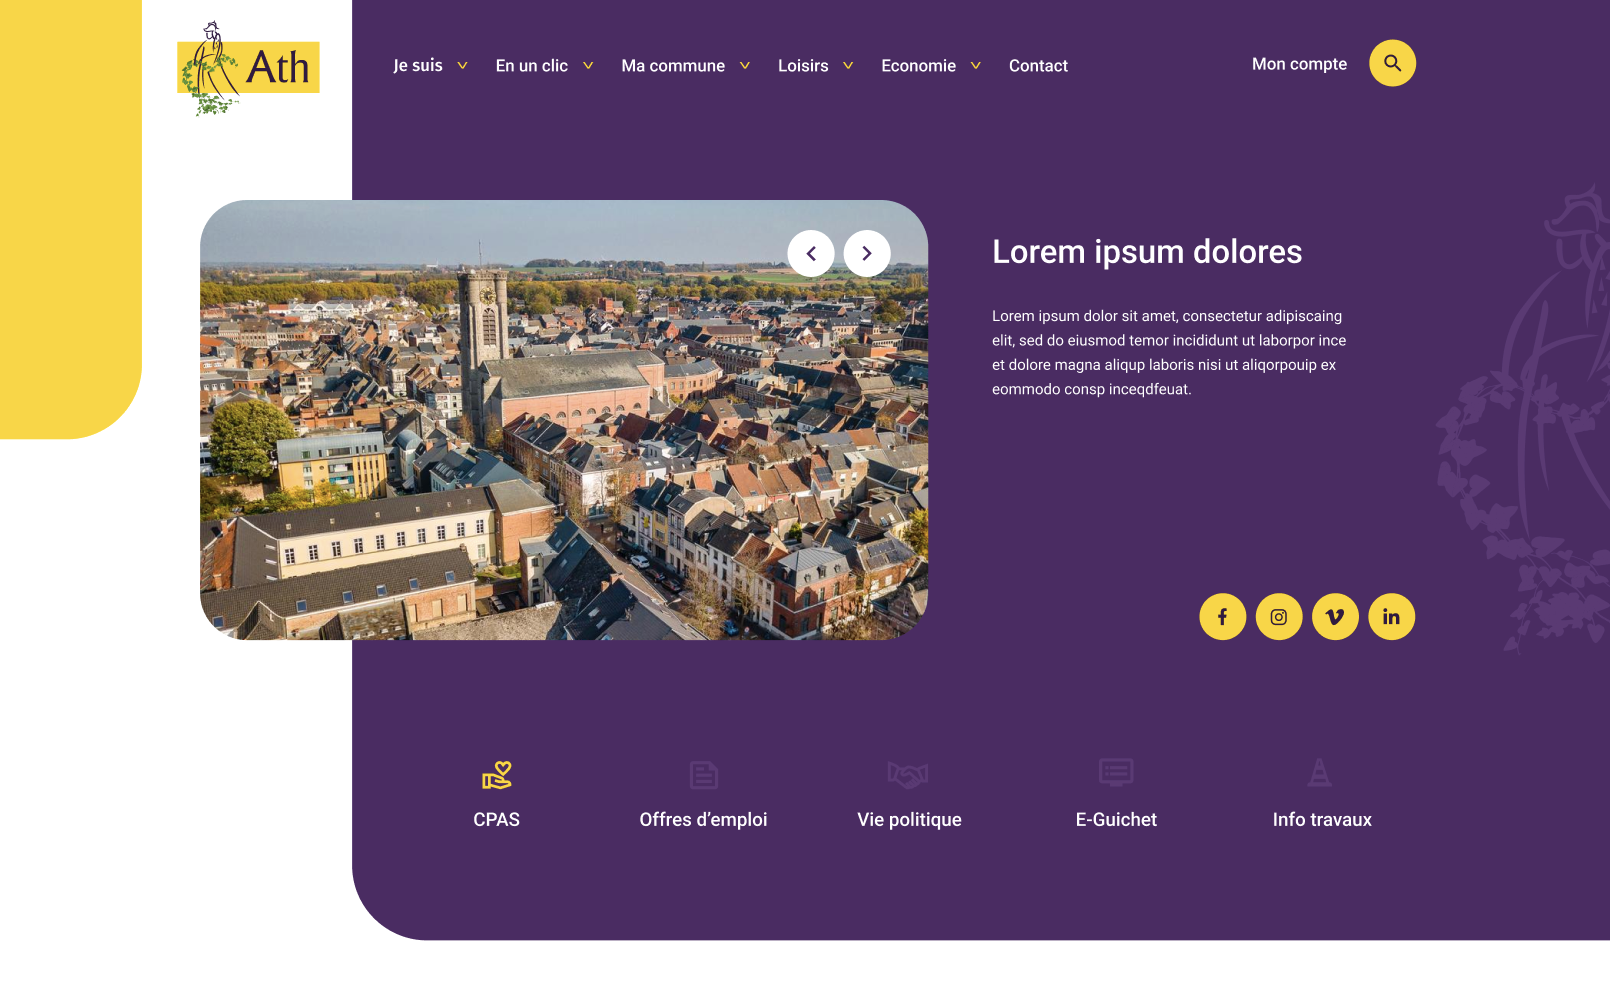 Ath
Je suis
En un clic
Ma commune
Loisirs
Economie
Contact
Mon compte
Lorem ipsum dolores
Lorem ipsum dolor sit amet, consectetur adipiscaing
elit, sed do eiusmod temor incididunt ut laborpor ince
et dolore magna aliqup laboris nisi ut aliqorpouip ex
eommodo consp inceqdfeuat.
CPAS
Offres d’emploi
Vie politique
E-Guichet
Info travaux